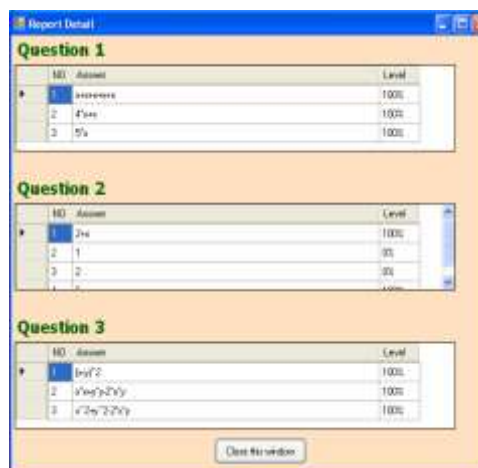 Report Detail
Question 1
NO Answer Level
1 x+x+x+x+x 100%
2 4*x+x 100%
3 5*x 100%
Question 2
NO Answer Level
1 100%
2 1 0%
3 2 0%
Question 3
NO Answer Level
1 100%
2 100%
3 100%
Close this window